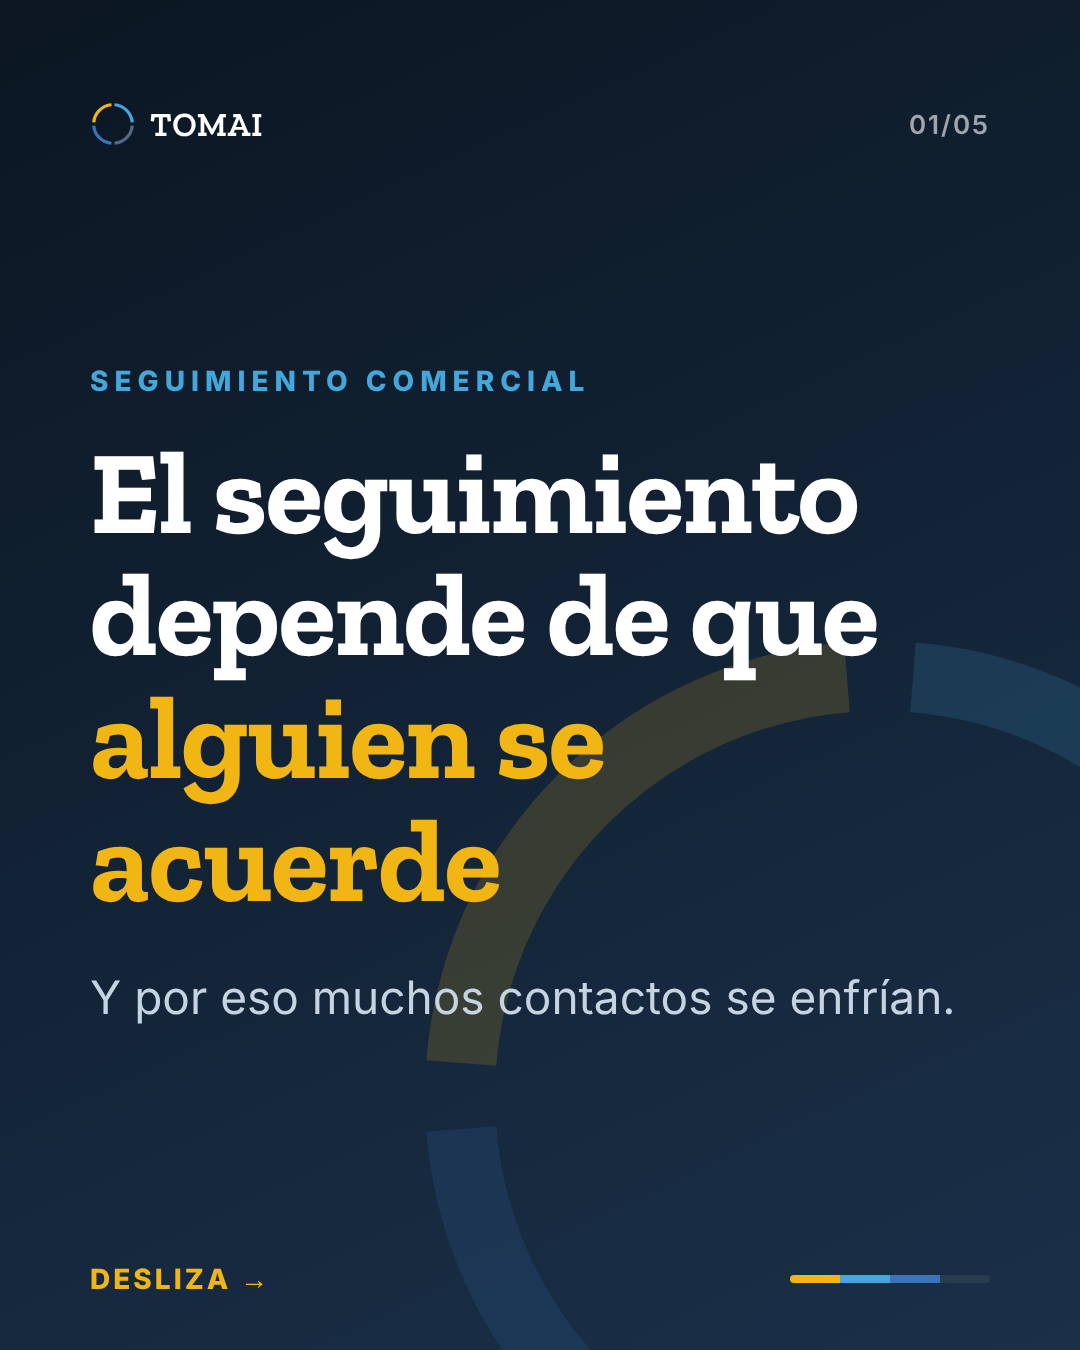 TOMAI
01/05
SEGUIMIENTO COMERCIAL
El seguimiento
depende de que
alguien se
acuerde
Y por eso muchos contactos se enfrían.
DESLIZA →